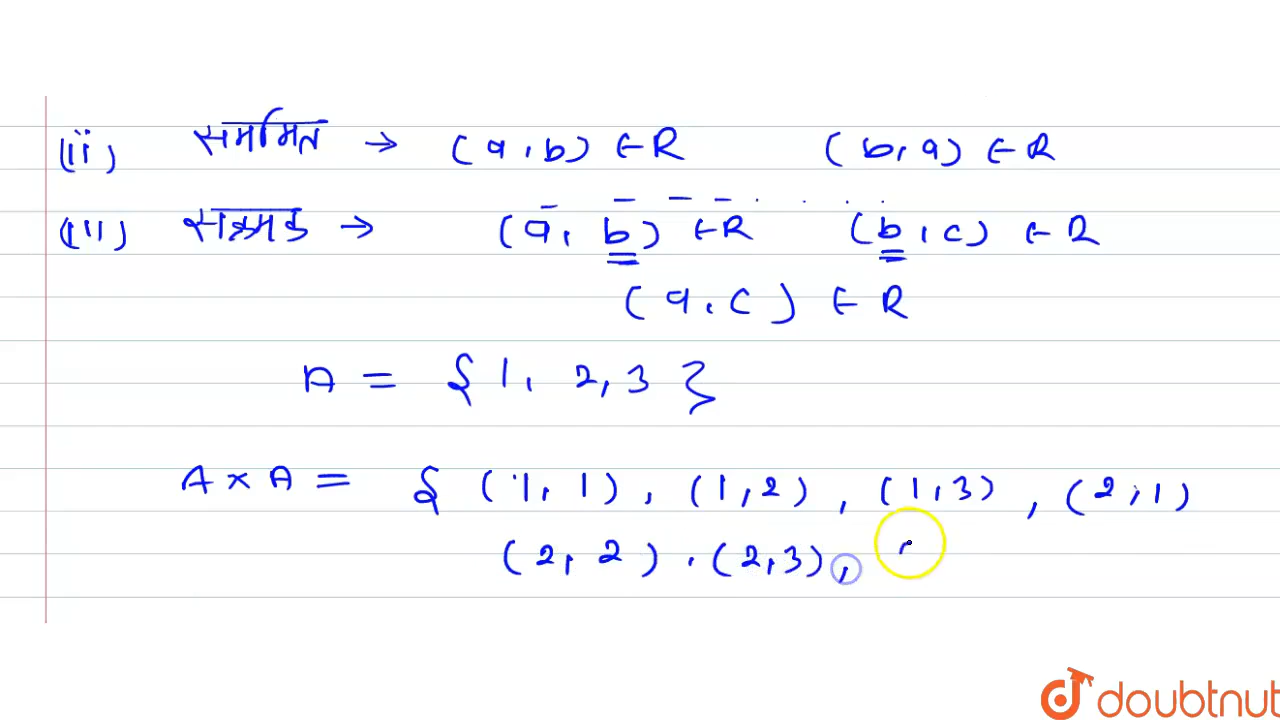 (ii) सममित → (a, b) ∈ R (b, a) ∈ R
(iii) → (a, b) ∈ R (b, c) ∈ R
(a, c) ∈ R
A = { 1, 2, 3 }
A × A = { (1, 1), (1, 2), (1, 3), (2, 1)
(2, 2), (2, 3),
doubtnut